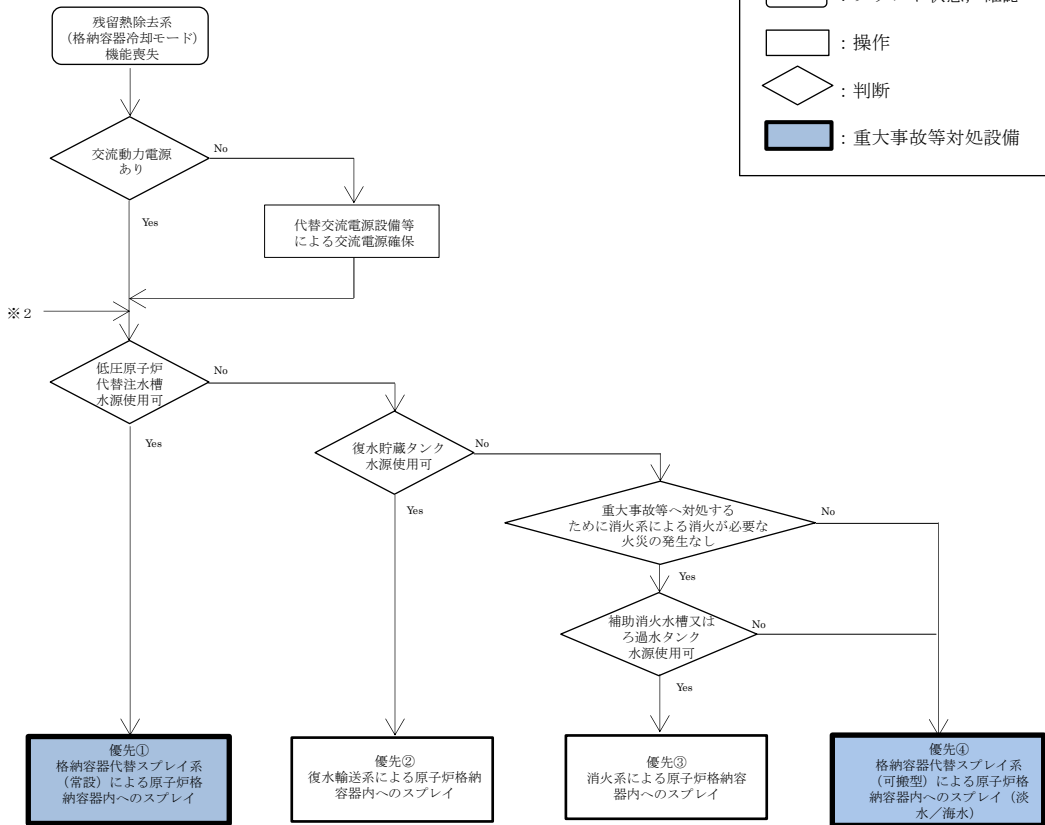 残留熱除去系
（格納容器冷却モード）
機能喪失
：操作
：判断
：重大事故等対処設備
交流動力電源
あり
No
Yes
代替交流電源設備等
による交流電源確保
※２
低圧原子炉
代替注水槽
水源使用可
No
Yes
復水貯蔵タンク
水源使用可
No
Yes
重大事故等へ対処する
ために消火系による消火が必要な
火災の発生なし
No
Yes
補助消火水槽又は
ろ過水タンク
水源使用可
No
Yes
優先①
格納容器代替スプレイ系
（常設）による原子炉格
納容器内へのスプレイ
優先②
復水輸送系による原子炉格納
容器内へのスプレイ
優先③
消火系による原子炉格納容
器内へのスプレイ
優先④
格納容器代替スプレイ系
（可搬型）による原子炉格
納容器内へのスプレイ（淡
水／海水）